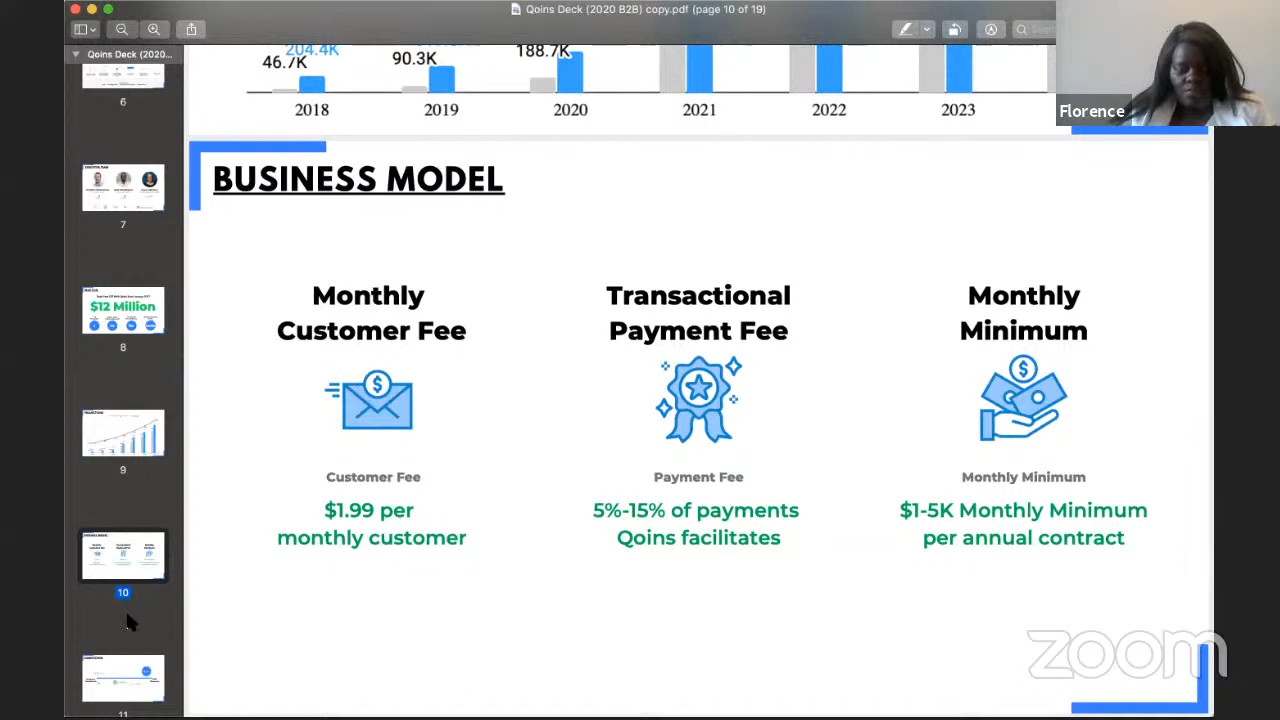 Qoins Deck (2020 B2B) copy.pdf (page 10 of 19)
Qoins Deck (2020...
6
7
$12 Million
8
9
10
11
204.4K
46.7K
90.3K
188.7K
2018 2019 2020 2021 2022 2023
Florence
BUSINESS MODEL
Monthly
Customer Fee
Customer Fee
$1.99 per
monthly customer
Transactional
Payment Fee
Payment Fee
5%-15% of payments
Qoins facilitates
Monthly
Minimum
Monthly Minimum
$1-5K Monthly Minimum
per annual contract
zoom